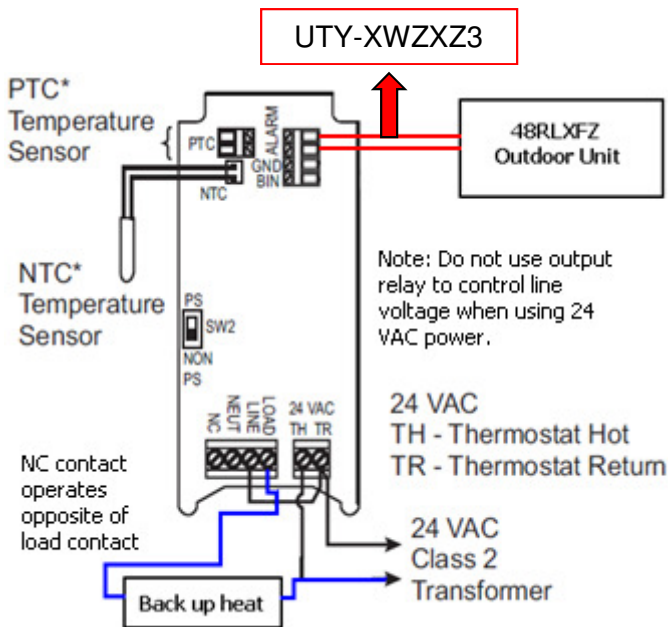 UTY-XWZXZ3
PTC*
Temperature
Sensor
PTC
ALARM
GND
BIN
NTC
48RLXFZ
Outdoor Unit
NTC*
Temperature
Sensor
Note: Do not use output
relay to control line
voltage when using 24
VAC power.
PS
SW2
NON
PS
NC
NEUT
LINE
LOAD
24 VAC
TH TR
24 VAC
TH - Thermostat Hot
TR - Thermostat Return
NC contact
operates
opposite of
load contact
24 VAC
Class 2
Transformer
Back up heat